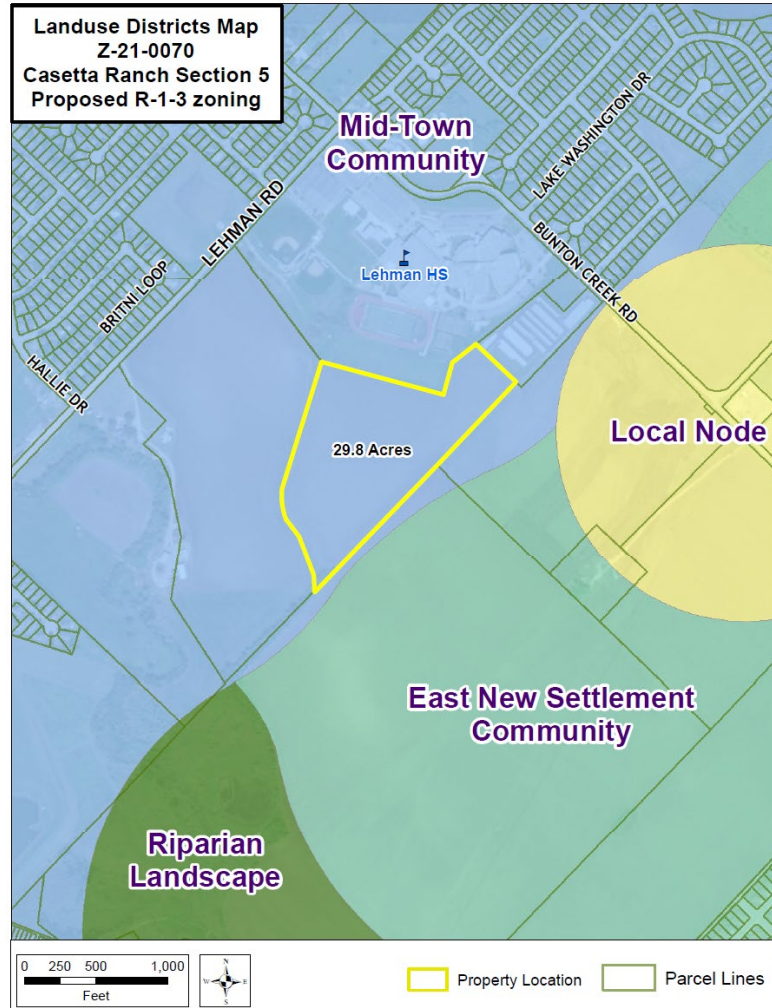 Landuse Districts Map
Z-21-0070
Casetta Ranch Section 5
Proposed R-1-3 zoning
Mid-Town
Community
LAKE WASHINGTON DR
LEHMAN RD
BUNTON CREEK RD
Lehman HS
BRITNI LOOP
HALLIE DR
Local Node
29.8 Acres
East New Settlement
Community
Riparian
Landscape
0 250 500 1,000
Feet
N
W E
S
Property Location
Parcel Lines